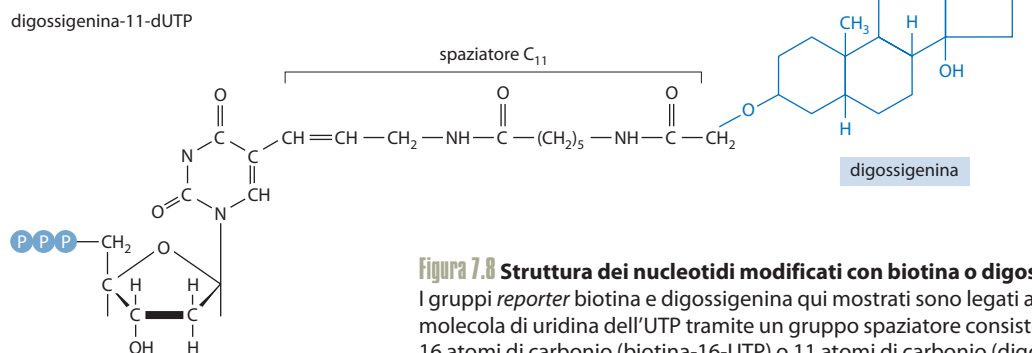 digossigenina-11-dUTP
spaziatore C11
CH3 H
OH
H
O
O O O
CH=CH—CH2—NH—C—(CH2)5—NH—C—CH2
C
N C
C CH
O N
digossigenina
PPP—CH2 O
C H H
C C
OH H
Figura 7.8 Struttura dei nucleotidi modificati con biotina o digos
I gruppi reporter biotina e digossigenina qui mostrati sono legati a
molecola di uridina dell'UTP tramite un gruppo spaziatore consist
16 atomi di carbonio (biotina-16-UTP) o 11 atomi di carbonio (digo